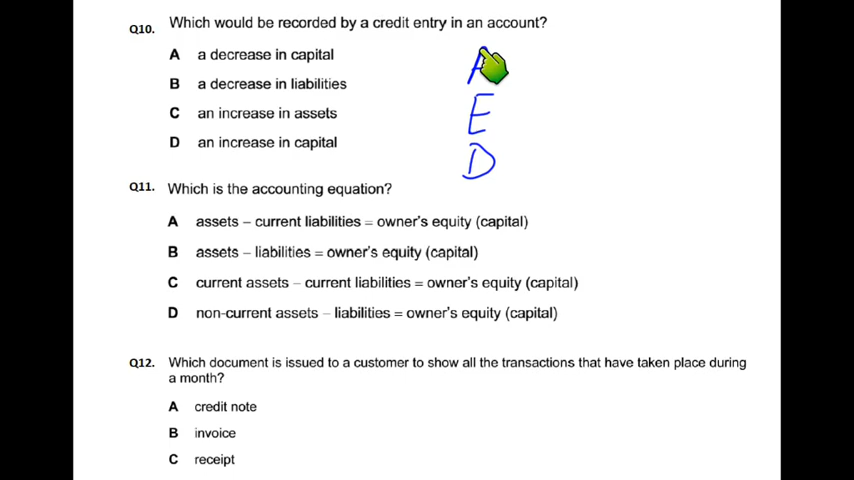 Q10. Which would be recorded by a credit entry in an account?
A a decrease in capital
B a decrease in liabilities
C an increase in assets
D an increase in capital
A
E
D
Q11. Which is the accounting equation?
A assets – current liabilities = owner's equity (capital)
B assets – liabilities = owner's equity (capital)
C current assets – current liabilities = owner's equity (capital)
D non-current assets – liabilities = owner's equity (capital)
Q12. Which document is issued to a customer to show all the transactions that have taken place during
a month?
A credit note
B invoice
C receipt